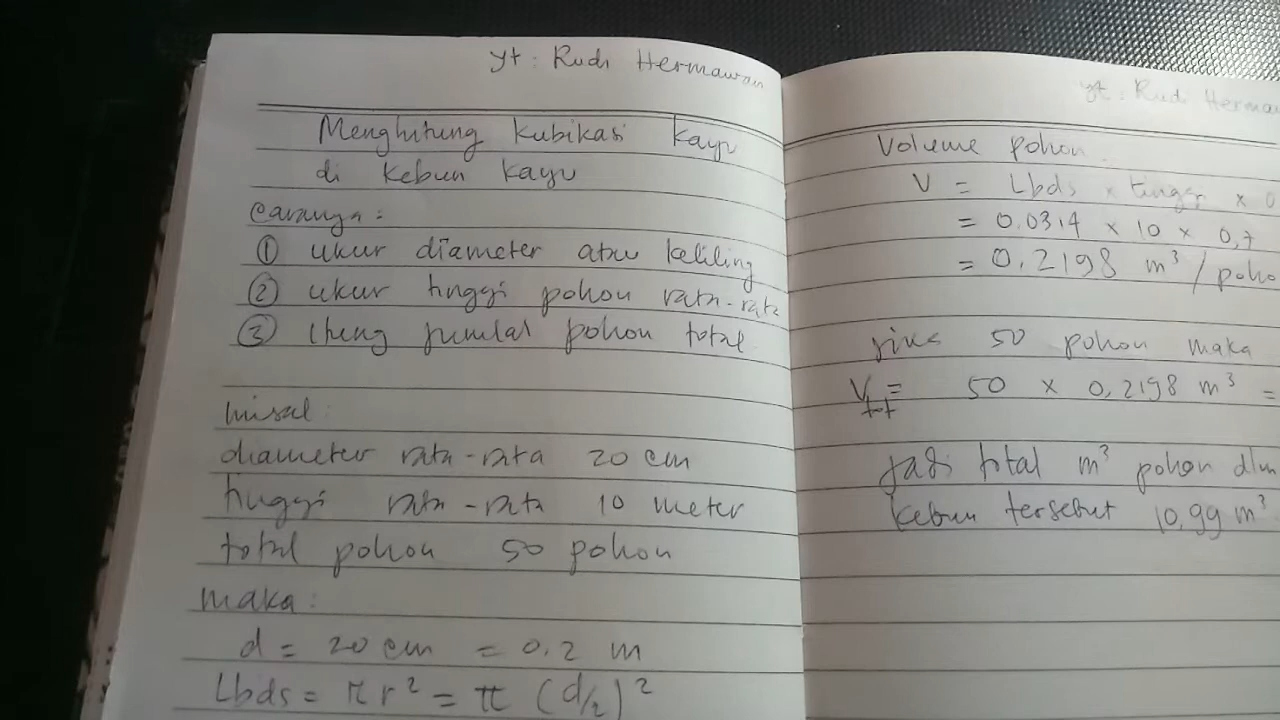 yt : Rudi Hermawan
Menghitung kubikasi kayu
di kebun kayu
Caranya :
① ukur diameter atau keliling
② ukur tinggi pohon rata-rata
③ itung jumlah pohon total
misal :
diameter rata-rata 20 cm
tinggi rata-rata 10 meter
total pohon 50 pohon
maka :
d = 20 cm = 0.2 m
Lbds = π r² = π (d/2)²
yt : Rudi Herma
Volume pohon
V = Lbds × tinggi × 0
= 0.0314 × 10 × 0,7
= 0,2198 m³ / poho
50 pohon maka
V tot = 50 × 0,2198 m³ =
Jadi total m³ pohon dlm
kebun tersebut 10,99 m³